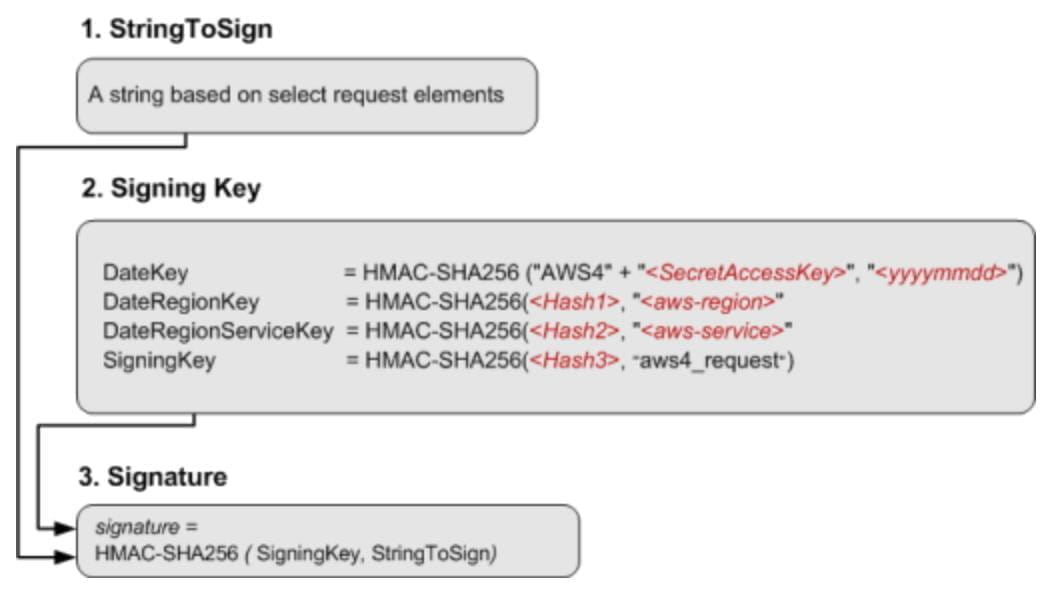 1. StringToSign
A string based on select request elements
2. Signing Key
DateKey = HMAC-SHA256 ("AWS4" + "<SecretAccessKey>", "<yyyymmdd>")
DateRegionKey = HMAC-SHA256(<Hash1>, "<aws-region>"
DateRegionServiceKey = HMAC-SHA256(<Hash2>, "<aws-service>"
SigningKey = HMAC-SHA256(<Hash3>, "aws4_request")
3. Signature
signature =
HMAC-SHA256 ( SigningKey, StringToSign)